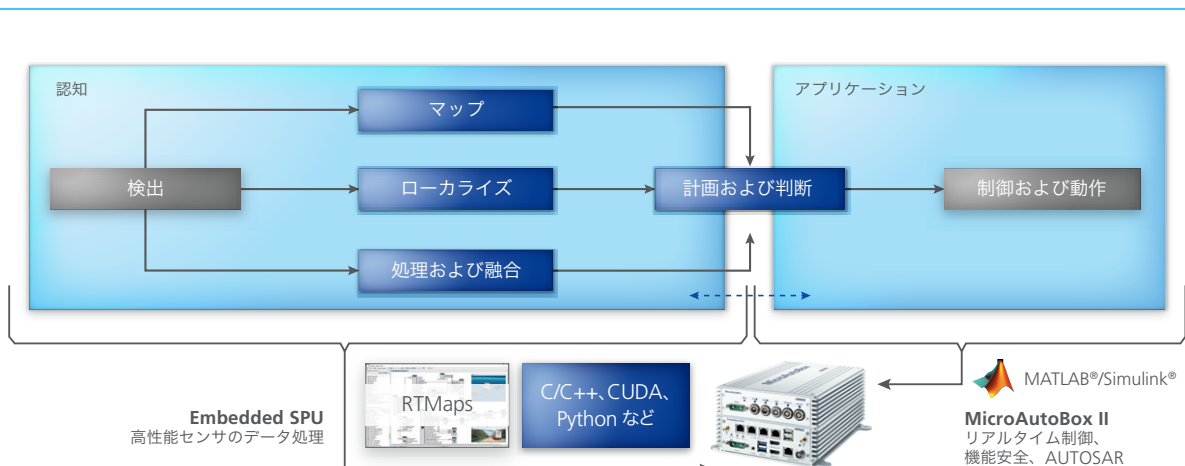 認知
アプリケーション
マップ
検出
ローカライズ
計画および判断
制御および動作
処理および融合
RTMaps
C/C++、CUDA、
Python など
MATLAB®/Simulink®
Embedded SPU
高性能センサのデータ処理
MicroAutoBox
MicroAutoBox II
リアルタイム制御、
機能安全、AUTOSAR